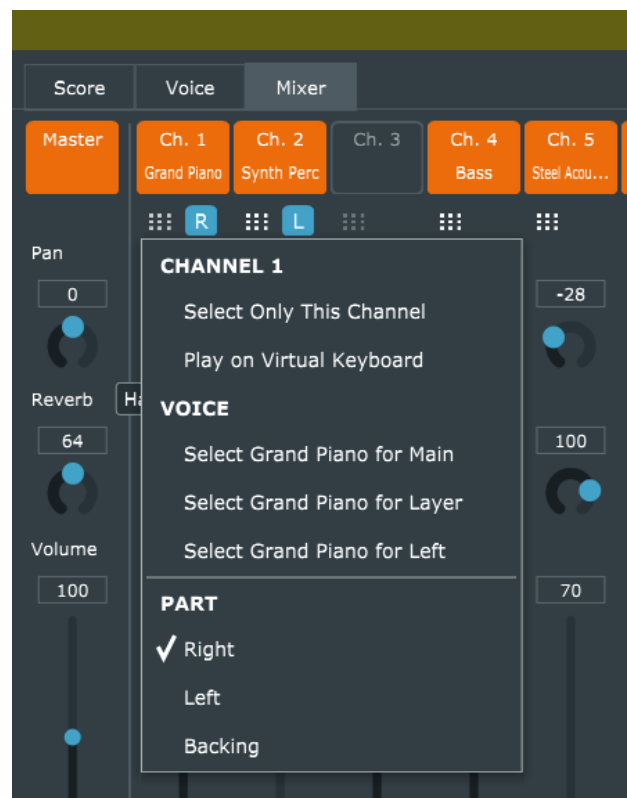 Score Voice Mixer
Master Ch. 1 Ch. 2 Ch. 3 Ch. 4 Ch. 5
Grand Piano Synth Perc Bass Steel Acou...
R L
Pan
0
-28
Reverb
64
100
Volume
100
70
CHANNEL 1
Select Only This Channel
Play on Virtual Keyboard
VOICE
Select Grand Piano for Main
Select Grand Piano for Layer
Select Grand Piano for Left
PART
Right
Left
Backing